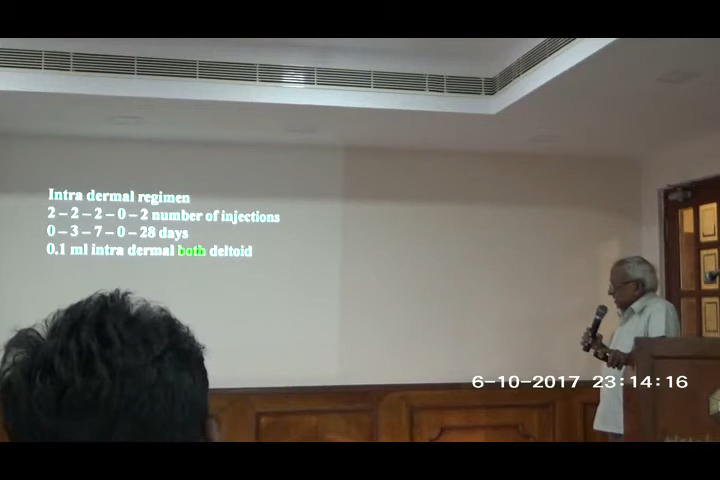 Intra dermal regimen
2 – 2 – 2 – 0 – 2 number of injections
0 – 3 – 7 – 0 – 28 days
0.1 ml intra dermal both deltoid
6-10-2017 23:14:16